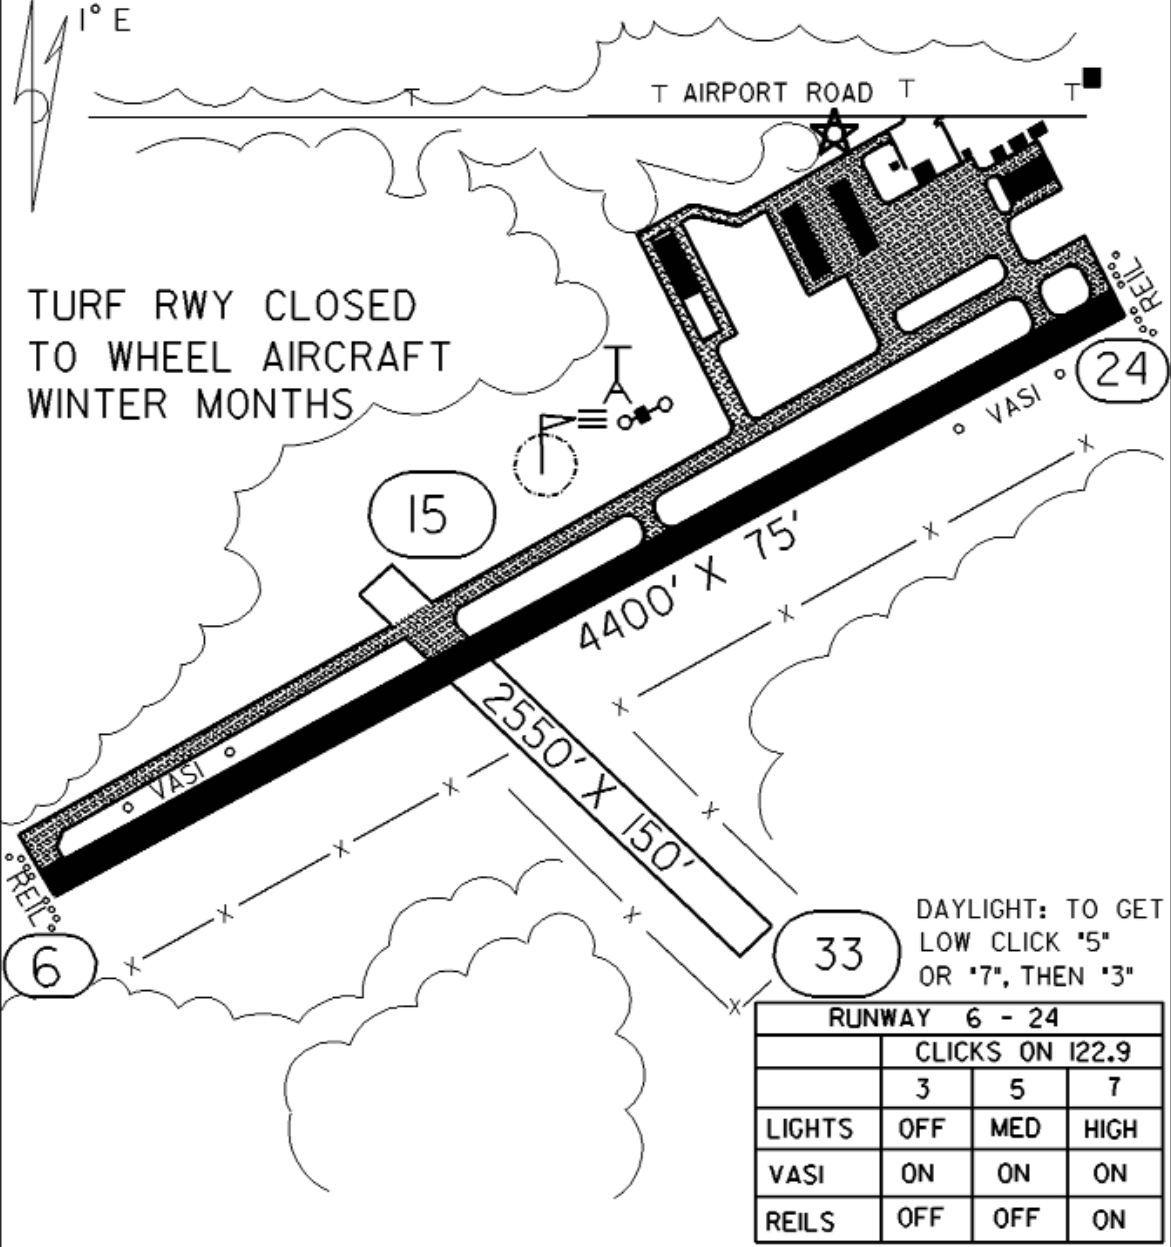 1° E
T AIRPORT ROAD T T
T
TURF RWY CLOSED
TO WHEEL AIRCRAFT
WINTER MONTHS
REIL
24
VASI
15
4400' X 75'
2550' X 150'
VASI
REIL
6
33
DAYLIGHT: TO GET
LOW CLICK "5"
OR "7", THEN "3"
RUNWAY 6 - 24
CLICKS ON 122.9
3 5 7
LIGHTS OFF MED HIGH
VASI ON ON ON
REILS OFF OFF ON